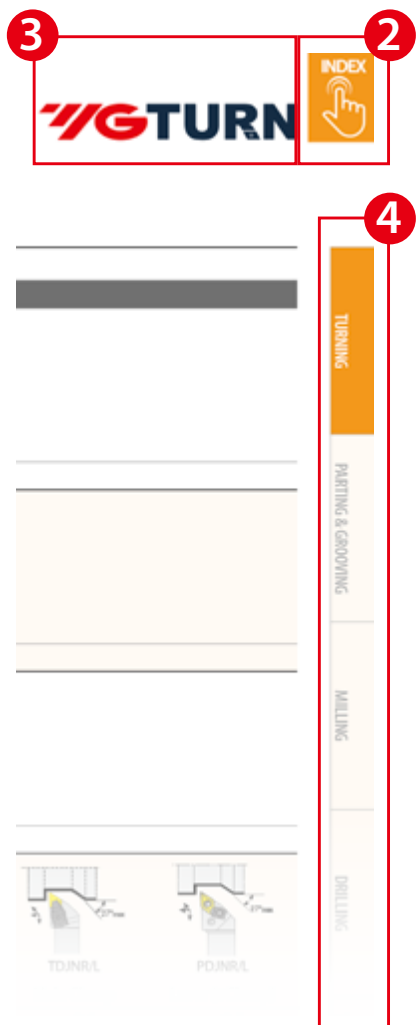 3
2
INDEX
YGTURN
4
TURNING
PARTING & GROOVING
MILLING
DRILLING
TDJNR/L
PDJNR/L